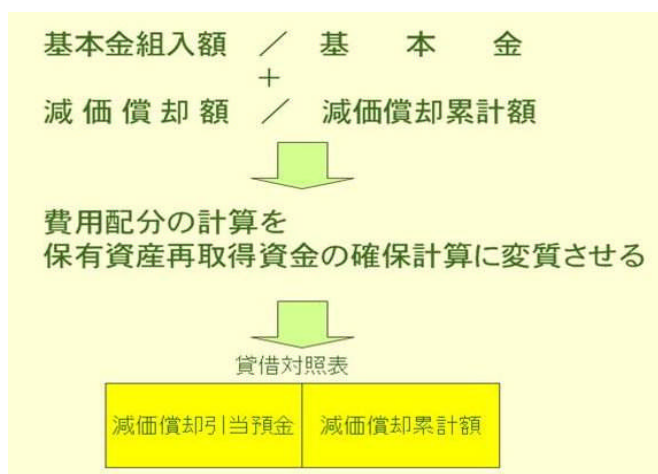 基本金組入額 ／ 基 本 金
＋
減価償却額 ／ 減価償却累計額
費用配分の計算を
保有資産再取得資金の確保計算に変質させる
貸借対照表
減価償却引当預金 減価償却累計額